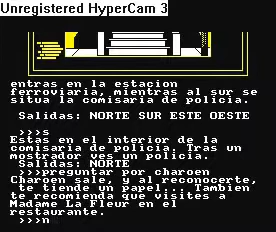 Unregistered HyperCam 3
entras en la estacion
ferroviaria, mientras al sur se
situa la comisaria de policia.
Salidas: NORTE SUR ESTE OESTE
>>>s
Estas en el interior de la
comisaria de policia. Tras un
mostrador ves un policia.
Salidas: NORTE
>>>preguntar por charoen
Charoen sale, y al reconocerte,
te tiende un papel... Tambien
te recomienda que visites a
Madame La Fleur en el
restaurante.
>>>n